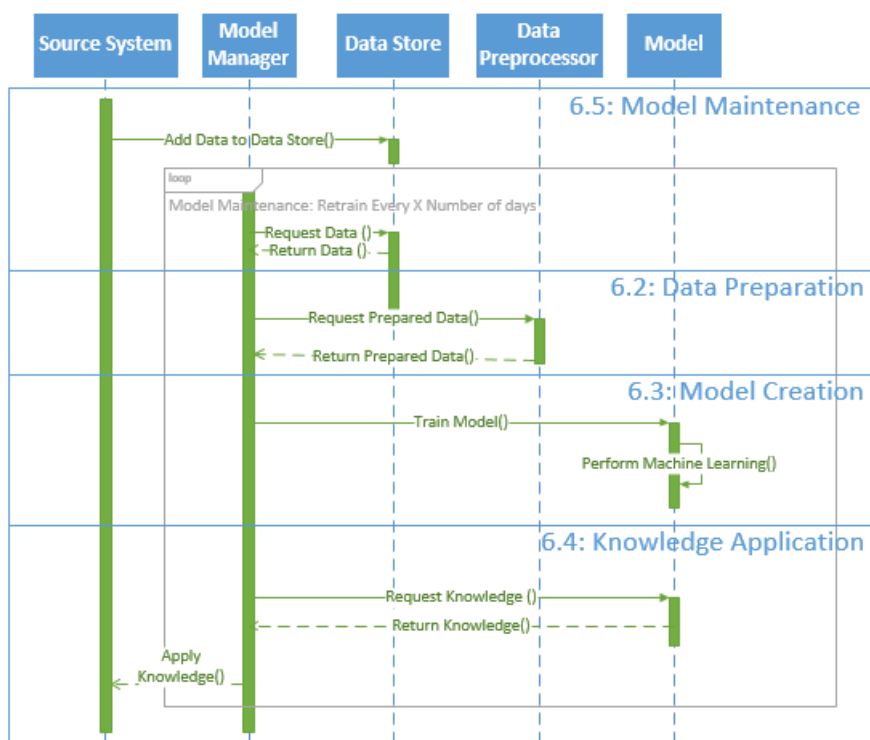 Source System
Model
Manager
Data Store
Data
Preprocessor
Model
6.5: Model Maintenance
Add Data to Data Store()
loop
Model Maintenance: Retrain Every X Number of days
Request Data ()
Return Data ()
6.2: Data Preparation
Request Prepared Data()
Return Prepared Data()
6.3: Model Creation
Train Model()
Perform Machine Learning()
6.4: Knowledge Application
Request Knowledge ()
Return Knowledge()
Apply
Knowledge()